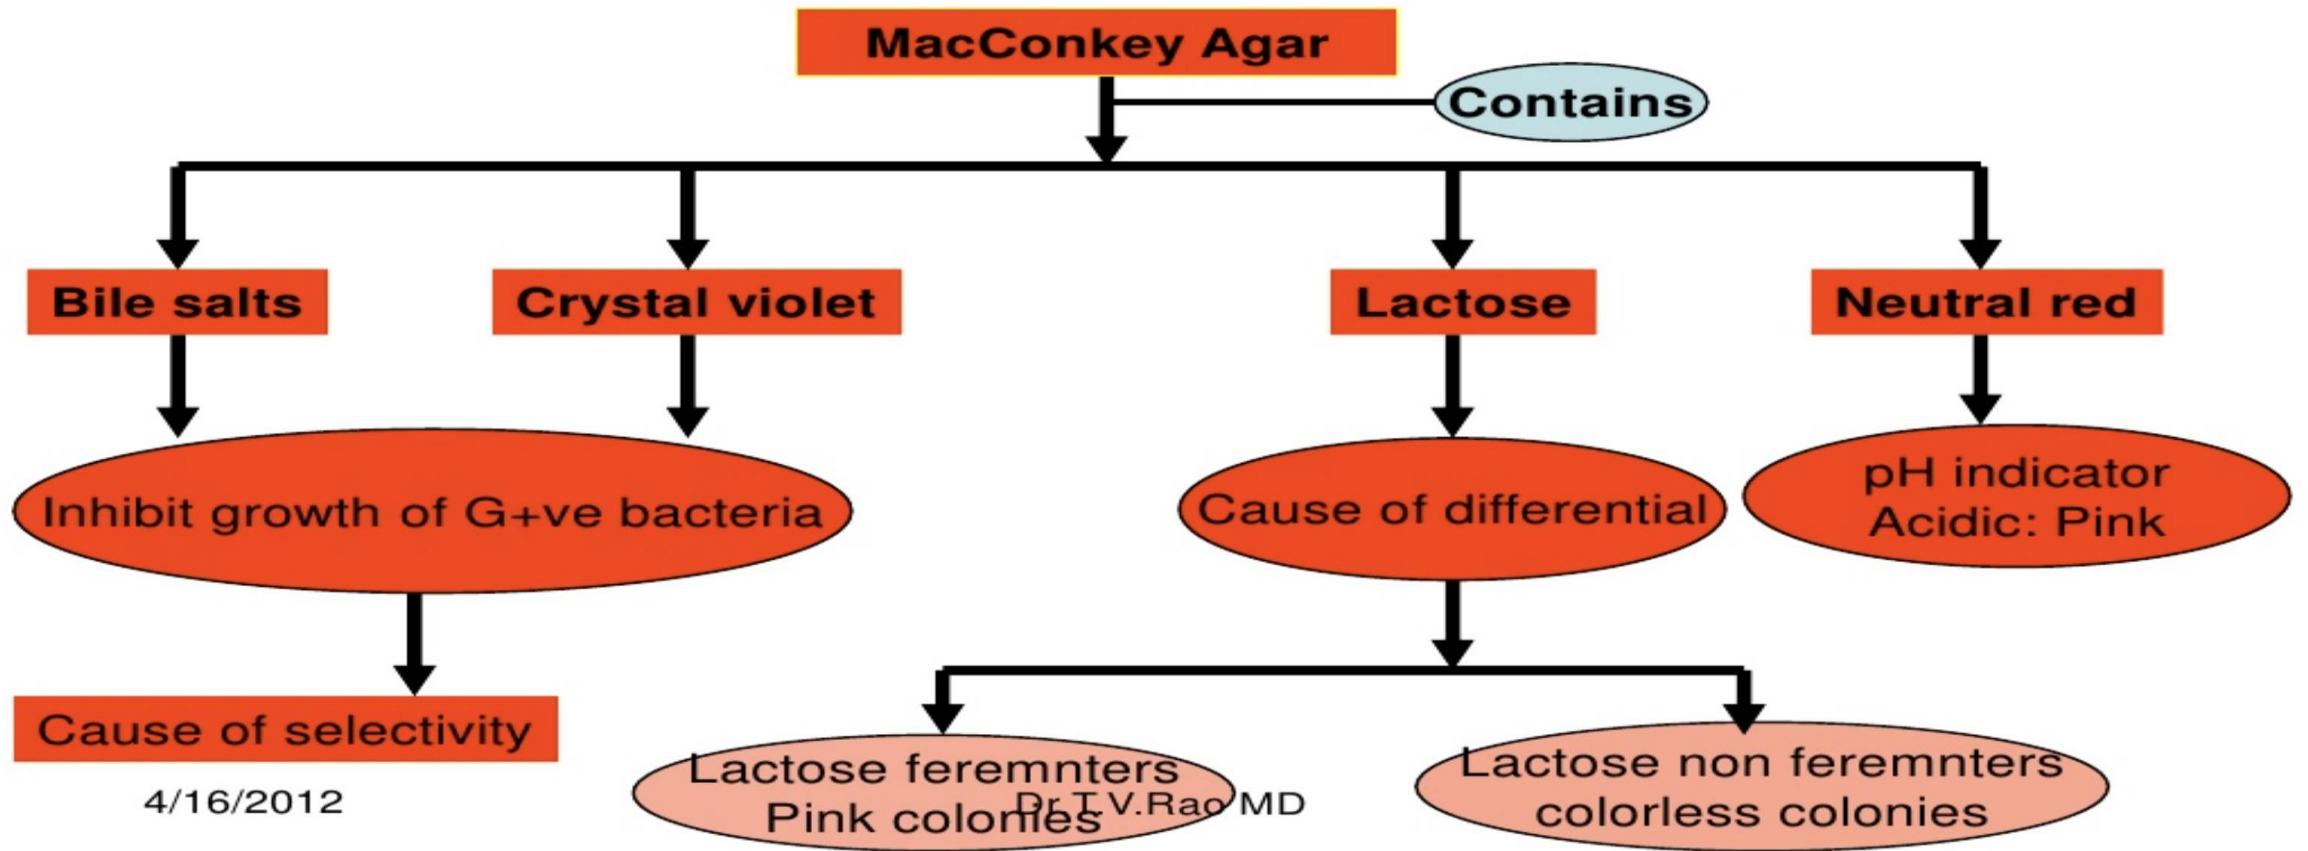 MacConkey Agar
Contains
Bile salts
Crystal violet
Lactose
Neutral red
Inhibit growth of G+ve bacteria
Cause of differential
pH indicator
Acidic: Pink
Cause of selectivity
Lactose feremnters
Pink colonies
Lactose non feremnters
colorless colonies
4/16/2012
Dr.T.V.Rao MD